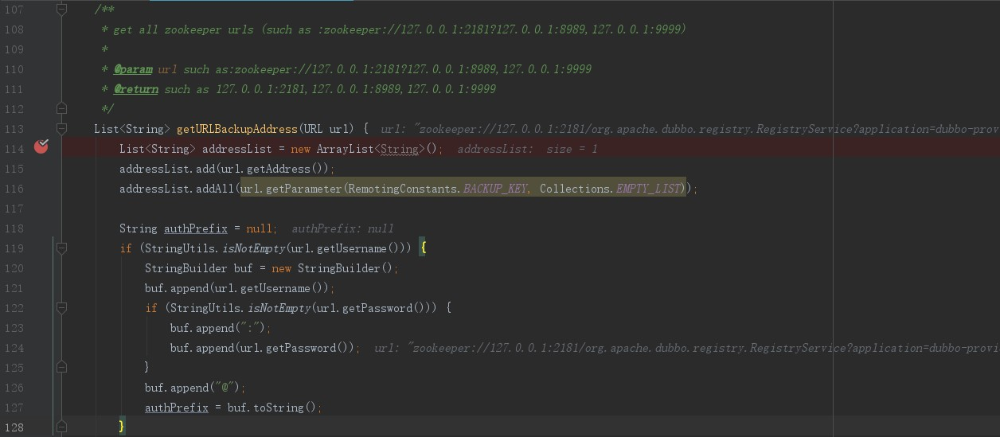 107 /**
108 * get all zookeeper urls (such as :zookeeper://127.0.0.1:2181?127.0.0.1:8989,127.0.0.1:9999)
109 *
110 * @param url such as:zookeeper://127.0.0.1:2181?127.0.0.1:8989,127.0.0.1:9999
111 * @return such as 127.0.0.1:2181,127.0.0.1:8989,127.0.0.1:9999
112 */
113 List<String> getURLBackupAddress(URL url) { url: "zookeeper://127.0.0.1:2181/org.apache.dubbo.registry.RegistryService?application=dubbo-prov
114 List<String> addressList = new ArrayList<String>(); addressList: size = 1
115 addressList.add(url.getAddress());
116 addressList.addAll(url.getParameter(RemotingConstants.BACKUP_KEY, Collections.EMPTY_LIST));
117
118 String authPrefix = null; authPrefix: null
119 if (StringUtils.isNotEmpty(url.getUsername())) {
120 StringBuilder buf = new StringBuilder();
121 buf.append(url.getUsername());
122 if (StringUtils.isNotEmpty(url.getPassword())) {
123 buf.append(":");
124 buf.append(url.getPassword()); url: "zookeeper://127.0.0.1:2181/org.apache.dubbo.registry.RegistryService?application=dubbo-provi
125 }
126 buf.append("@");
127 authPrefix = buf.toString();
128 }